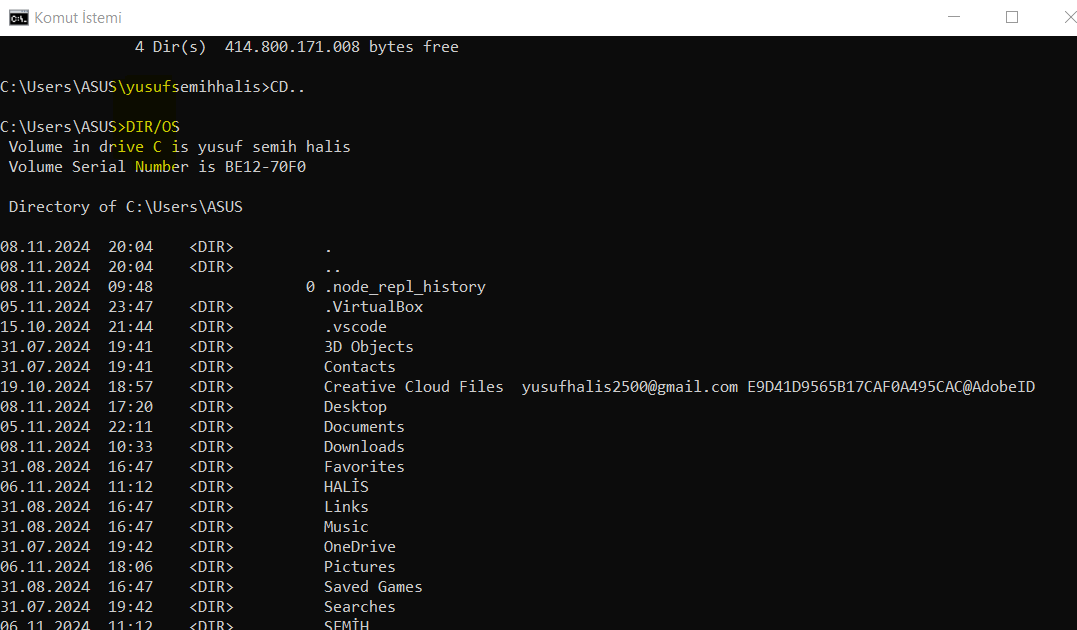 Komut İstemi
4 Dir(s)  414.800.171.008 bytes free
C:\Users\ASUS\yusufsemihhalis>CD..
C:\Users\ASUS>DIR/OS
Volume in drive C is yusuf semih halis
Volume Serial Number is BE12-70F0
Directory of C:\Users\ASUS
08.11.2024  20:04    <DIR>          .
08.11.2024  20:04    <DIR>          ..
08.11.2024  09:48                 0 .node_repl_history
05.11.2024  23:47    <DIR>          .VirtualBox
15.10.2024  21:44    <DIR>          .vscode
31.07.2024  19:41    <DIR>          3D Objects
31.07.2024  19:41    <DIR>          Contacts
19.10.2024  18:57    <DIR>          Creative Cloud Files  yusufhalis2500@gmail.com E9D41D9565B17CAF0A495CAC@AdobeID
08.11.2024  17:20    <DIR>          Desktop
05.11.2024  22:11    <DIR>          Documents
08.11.2024  10:33    <DIR>          Downloads
31.08.2024  16:47    <DIR>          Favorites
06.11.2024  11:12    <DIR>          HALİS
31.08.2024  16:47    <DIR>          Links
31.08.2024  16:47    <DIR>          Music
31.07.2024  19:42    <DIR>          OneDrive
06.11.2024  18:06    <DIR>          Pictures
31.08.2024  16:47    <DIR>          Saved Games
31.07.2024  19:42    <DIR>          Searches
06.11.2024  11:12    <DIR>          SEMİH